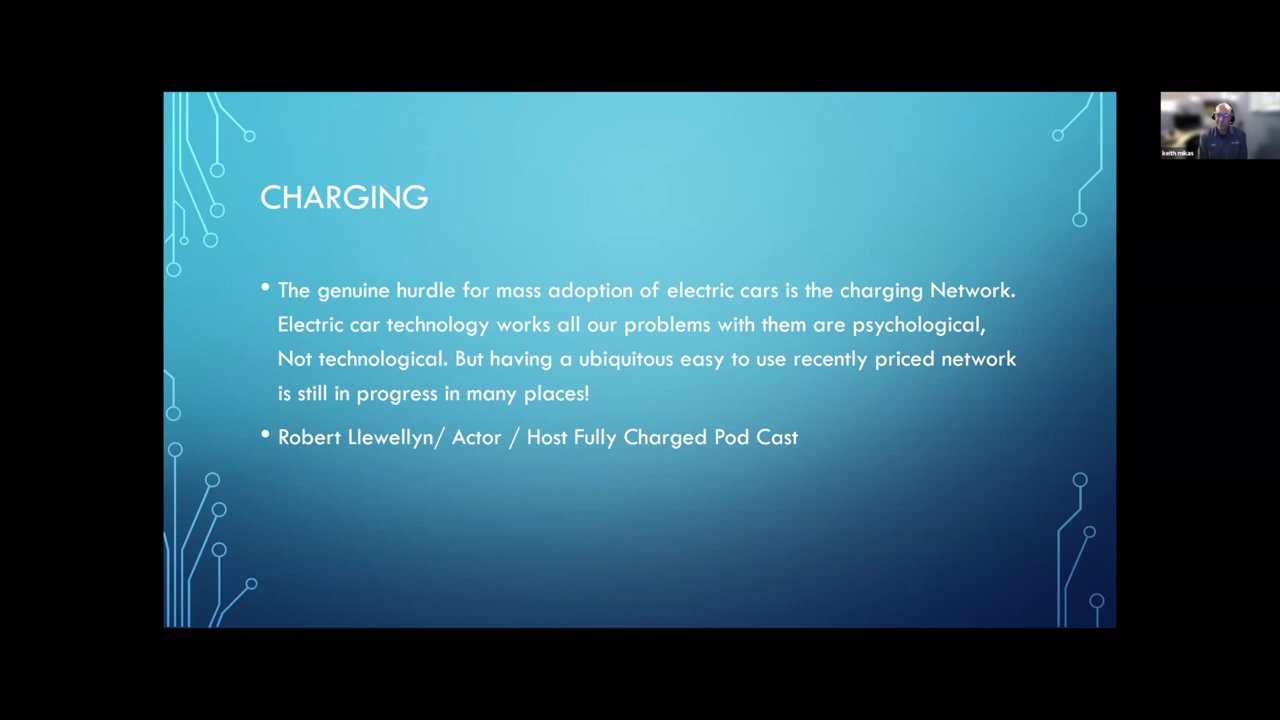 CHARGING
• The genuine hurdle for mass adoption of electric cars is the charging Network.
Electric car technology works all our problems with them are psychological,
Not technological. But having a ubiquitous easy to use recently priced network
is still in progress in many places!
• Robert Llewellyn/ Actor / Host Fully Charged Pod Cast
keith mikas